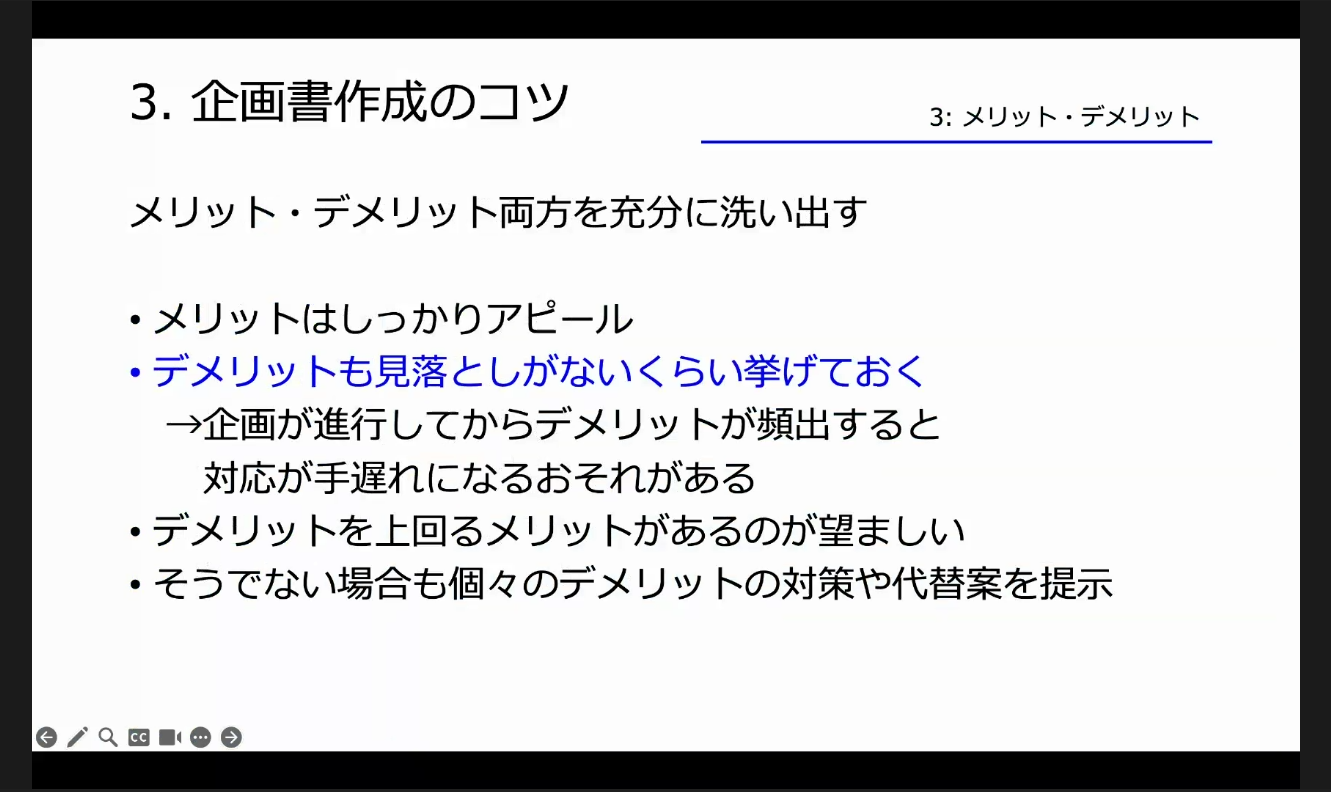 3. 企画書作成のコツ
3: メリット・デメリット
メリット・デメリット両方を充分に洗い出す
• メリットはしっかりアピール
• デメリットも見落としがないくらい挙げておく
→企画が進行してからデメリットが頻出すると
対応が手遅れになるおそれがある
• デメリットを上回るメリットがあるのが望ましい
• そうでない場合も個々のデメリットの対策や代替案を提示
CC